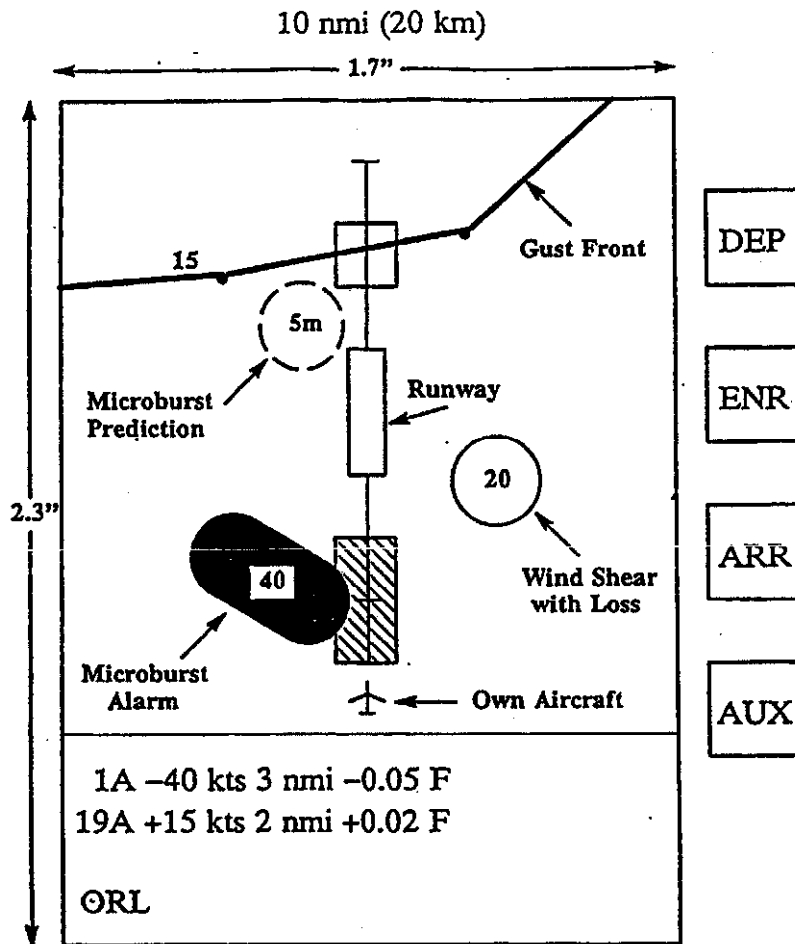 10 nmi (20 km)
1.7"
15
Gust Front
DEP
5m
Microburst
Prediction
Runway
ENR
2.3"
20
40
Wind Shear
with Loss
ARR
Microburst
Alarm
Own Aircraft
AUX
1A –40 kts 3 nmi –0.05 F
19A +15 kts 2 nmi +0.02 F
ORL